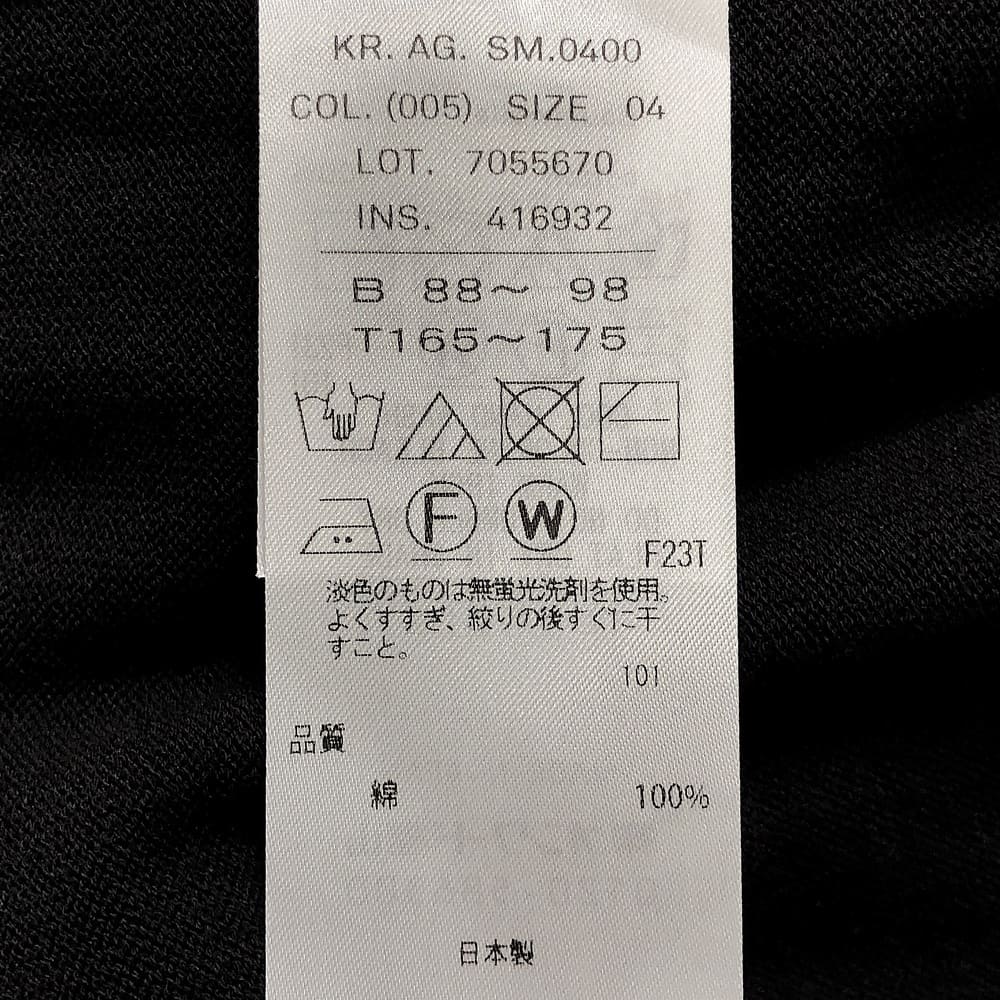 KR. AG. SM.0400
COL. (005) SIZE 04
LOT. 7055670
INS. 416932
B 88～ 98
T165～175
F W
F23T
淡色のものは無蛍光洗剤を使用。
よくすすぎ、絞りの後すぐに干
すこと。
101
品質
綿 100%
日本製